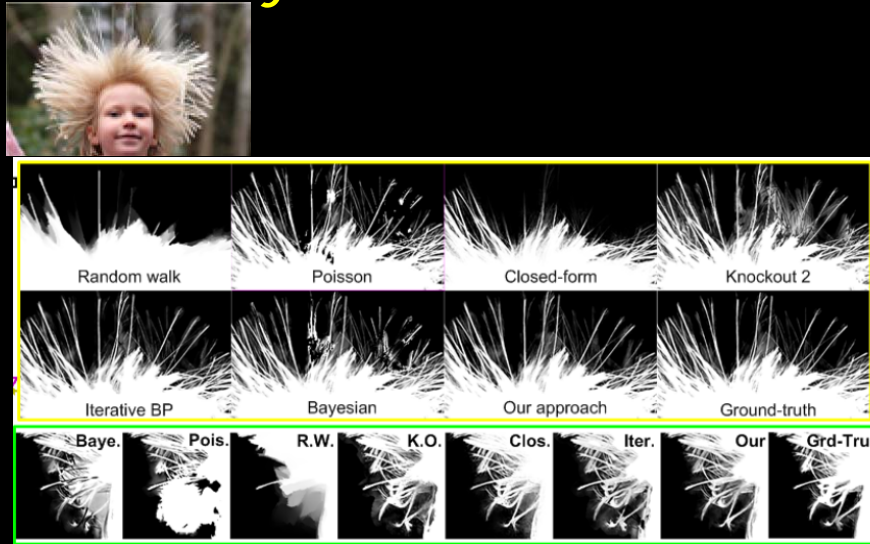 Random walk Poisson Closed-form Knockout 2
Iterative BP Bayesian Our approach Ground-truth
Baye. Pois. R.W. K.O. Clos. Iter. Our Grd-Tru